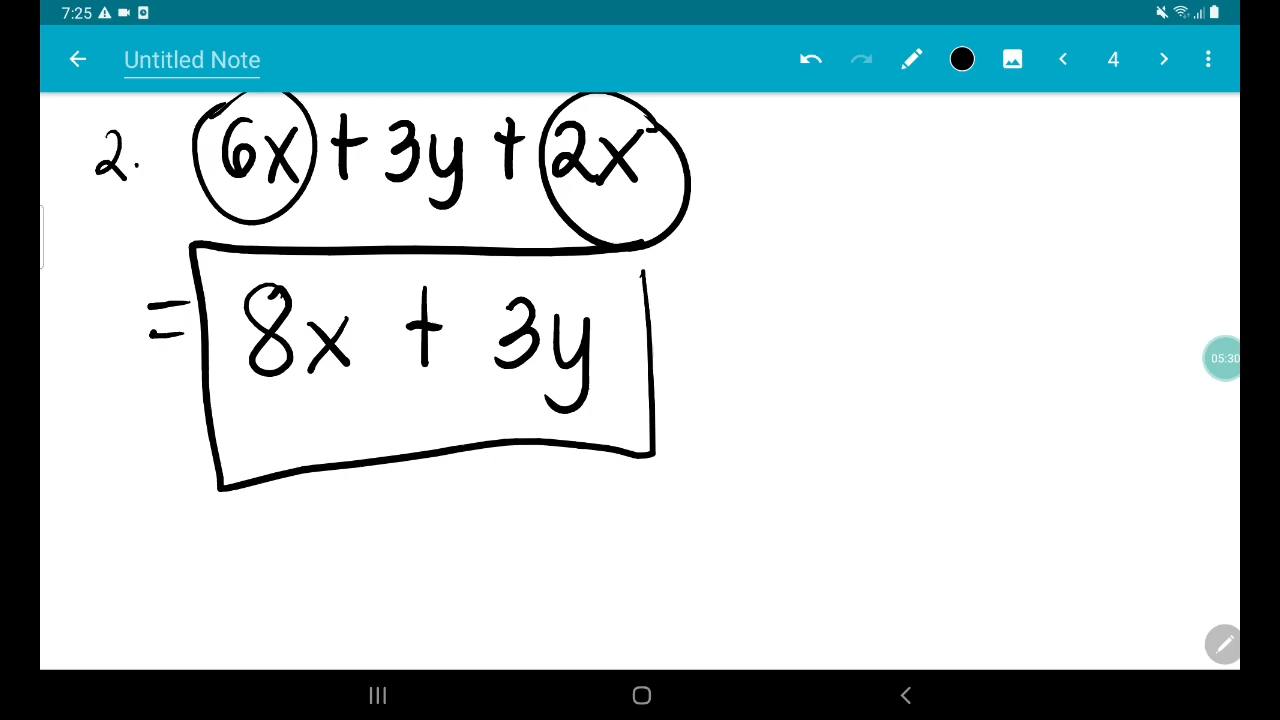 7:25
Untitled Note
4
2. 6x + 3y + 2x
= 8x + 3y
05:30